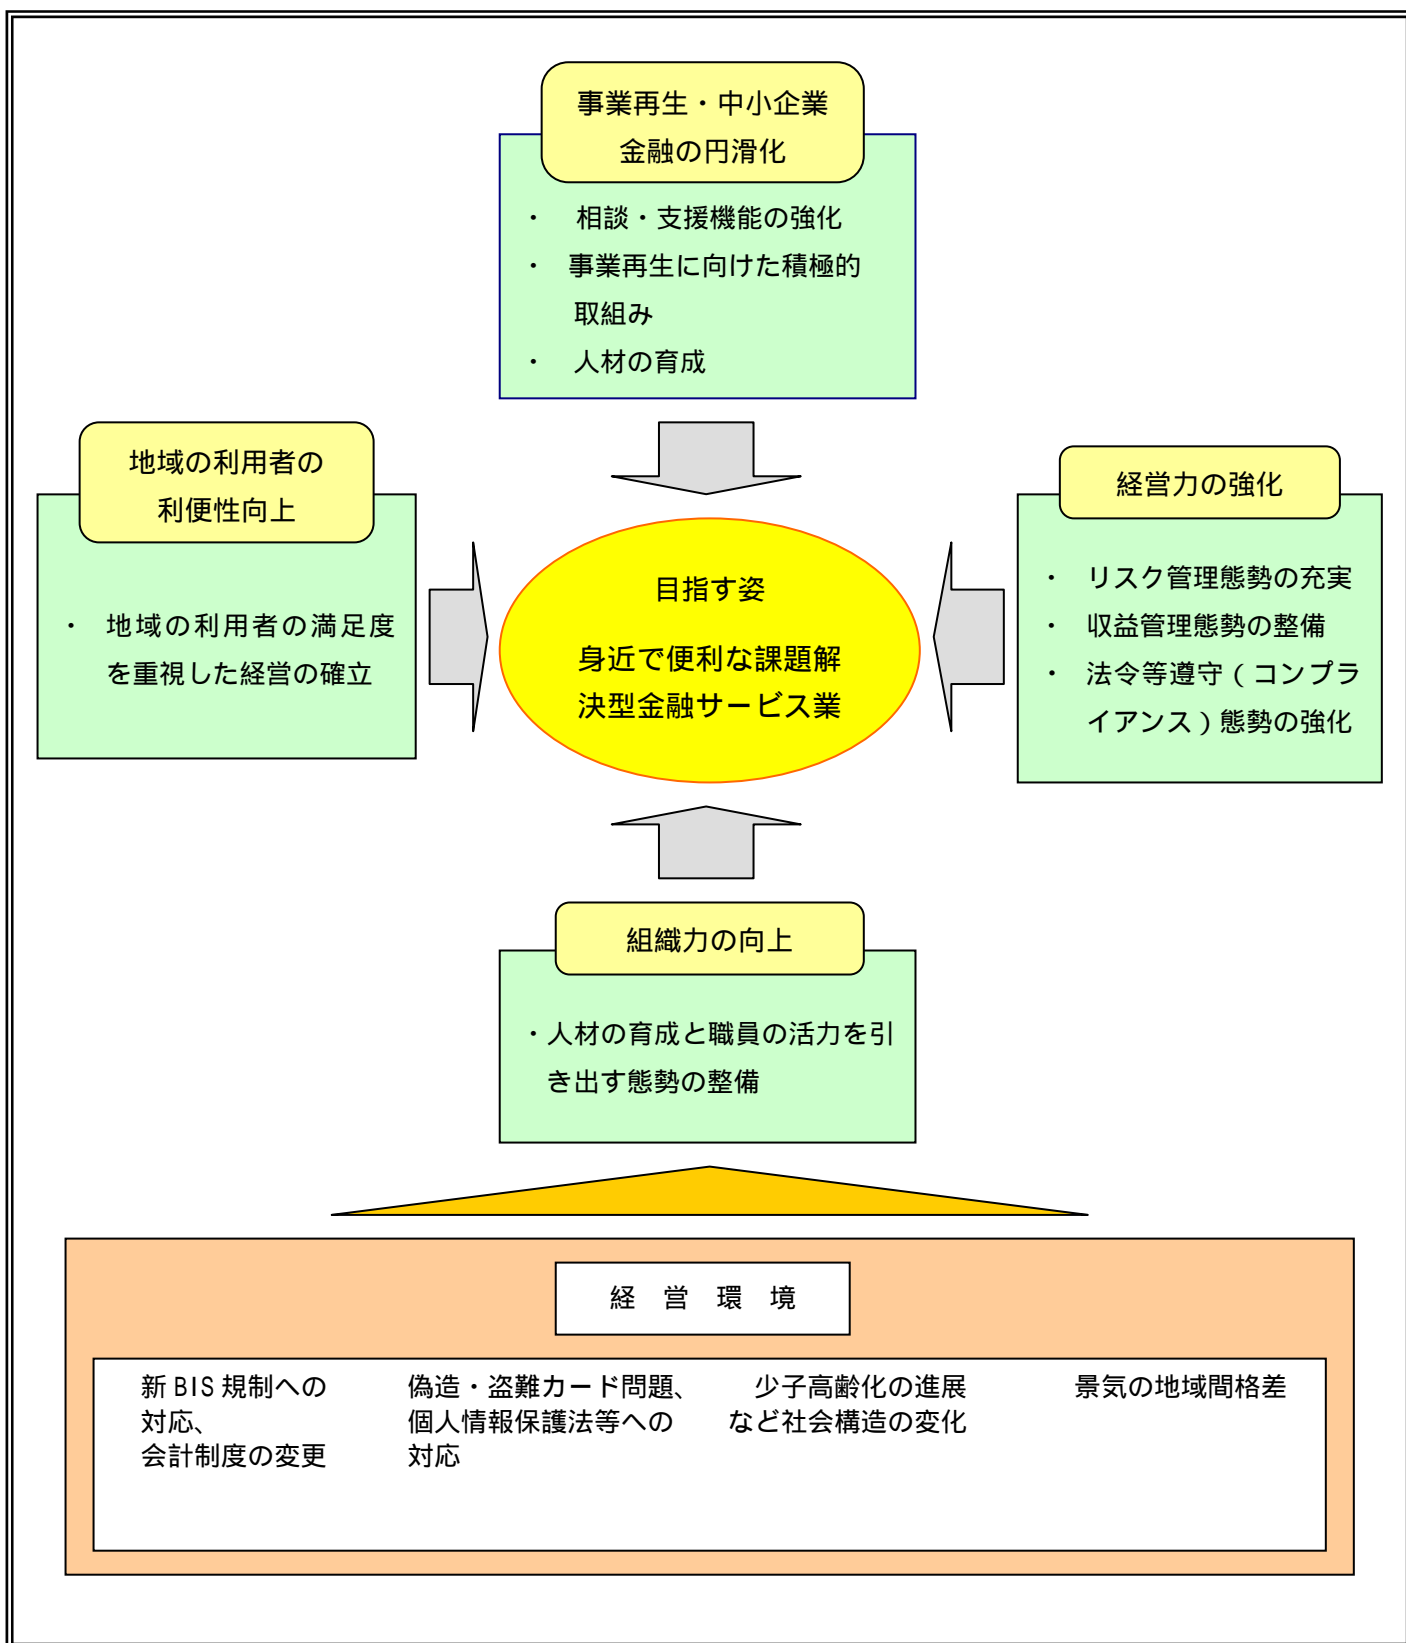 事業再生・中小企業
金融の円滑化
・ 相談・支援機能の強化
・ 事業再生に向けた積極的
取組み
・ 人材の育成
地域の利用者の
利便性向上
・ 地域の利用者の満足度
を重視した経営の確立
目指す姿
身近で便利な課題解
決型金融サービス業
経営力の強化
・ リスク管理態勢の充実
・ 収益管理態勢の整備
・ 法令等遵守(コンプラ
イアンス)態勢の強化
組織力の向上
・人材の育成と職員の活力を引
き出す態勢の整備
経 営 環 境
新BIS規制への
対応、
会計制度の変更
偽造・盗難カード問題、
個人情報保護法等への
対応
少子高齢化の進展
など社会構造の変化
景気の地域間格差